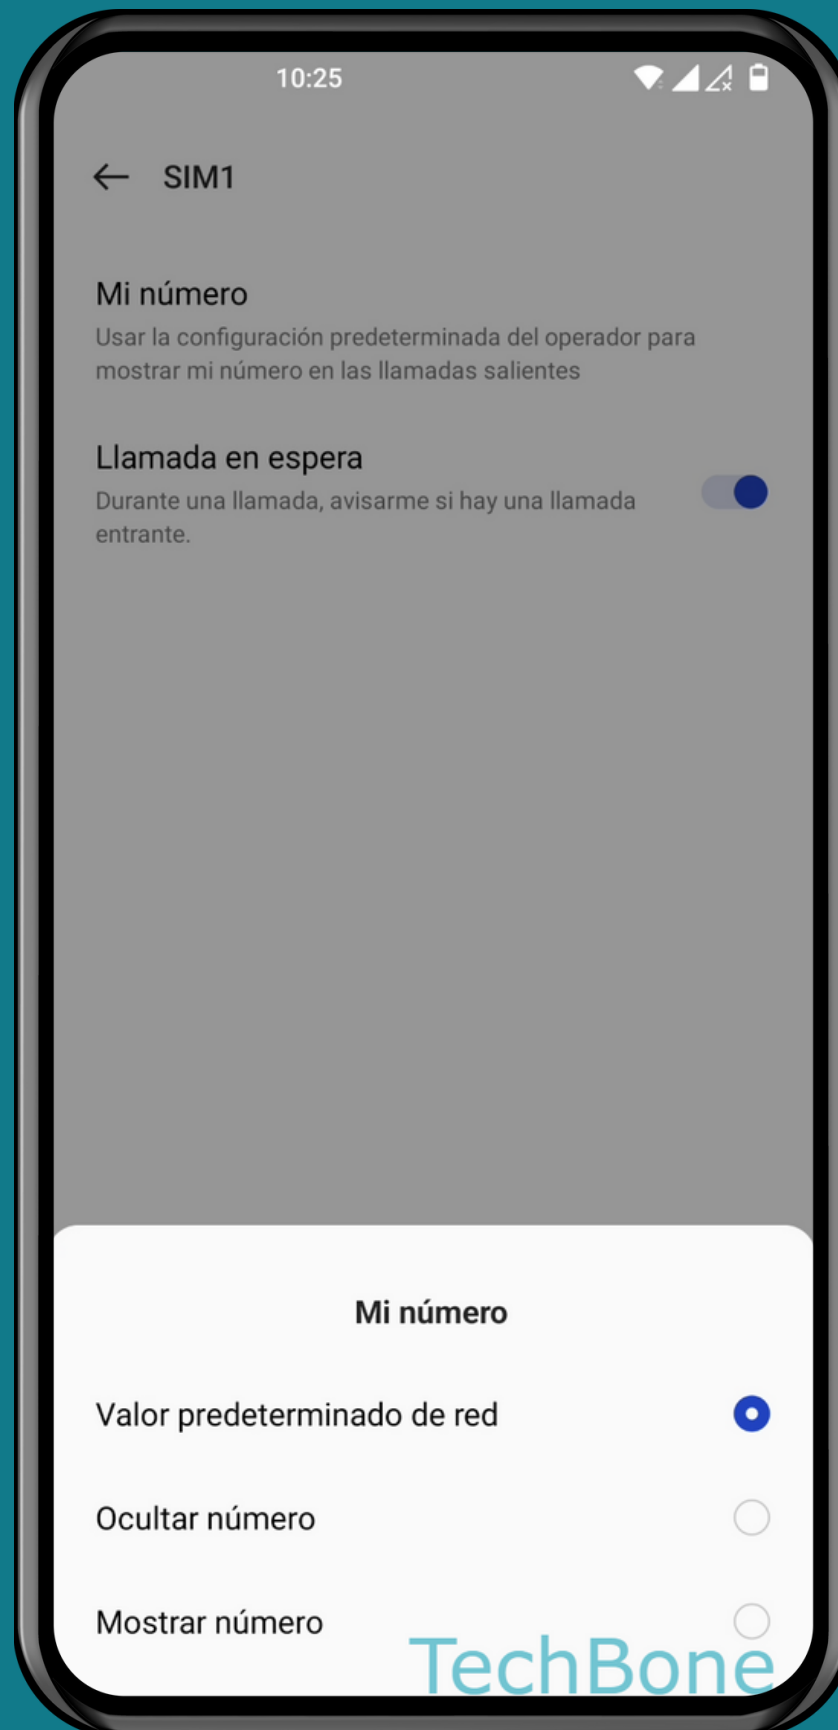 10:25
SIM1
Mi número
Usar la configuración predeterminada del operador para
mostrar mi número en las llamadas salientes
Llamada en espera
Durante una llamada, avisarme si hay una llamada
entrante.
Mi número
Valor predeterminado de red
Ocultar número
Mostrar número
TechBone